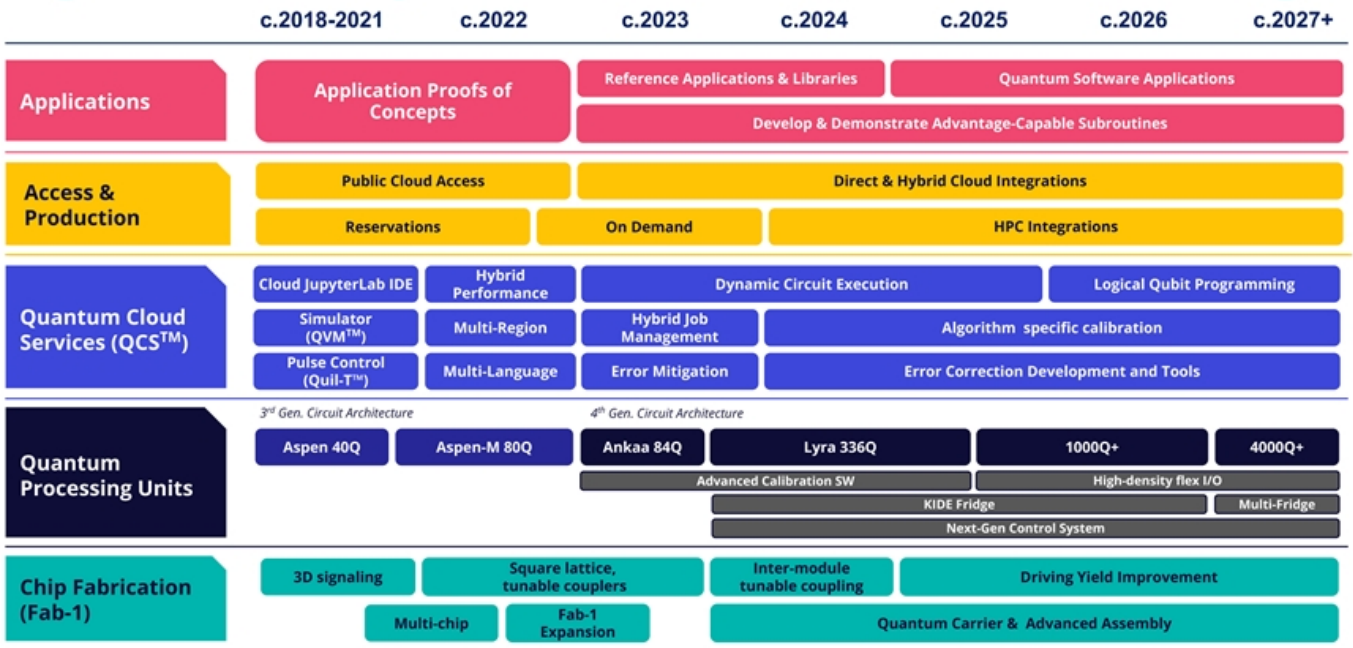 c.2018-2021 c.2022 c.2023 c.2024 c.2025 c.2026 c.2027+
Applications
Application Proofs of
Concepts
Reference Applications & Libraries
Quantum Software Applications
Develop & Demonstrate Advantage-Capable Subroutines
Access &
Production
Public Cloud Access
Direct & Hybrid Cloud Integrations
Reservations
On Demand
HPC Integrations
Quantum Cloud
Services (QCS™)
Cloud JupyterLab IDE
Hybrid
Performance
Dynamic Circuit Execution
Logical Qubit Programming
Simulator
(QVM™)
Multi-Region
Hybrid Job
Management
Algorithm specific calibration
Pulse Control
(Quil-T™)
Multi-Language
Error Mitigation
Error Correction Development and Tools
Quantum
Processing Units
3rd Gen. Circuit Architecture
4th Gen. Circuit Architecture
Aspen 40Q
Aspen-M 80Q
Ankaa 84Q
Lyra 336Q
1000Q+
4000Q+
Advanced Calibration SW
High-density flex I/O
KIDE Fridge
Multi-Fridge
Next-Gen Control System
Chip Fabrication
(Fab-1)
3D signaling
Square lattice,
tunable couplers
Inter-module
tunable coupling
Driving Yield Improvement
Multi-chip
Fab-1
Expansion
Quantum Carrier & Advanced Assembly